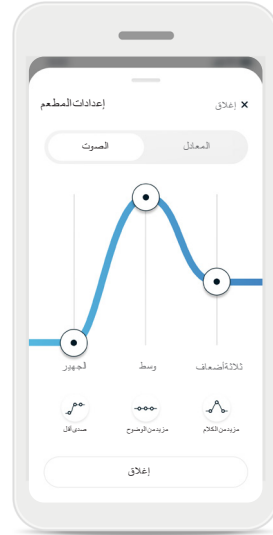 إعدادات المطعم
× إغلاق
الصوت
المعادل
الجهير
وسط
ثلاثة أضعاف
صدى أقل
مزيد من الوضوح
مزيد من الكلام
إغلاق